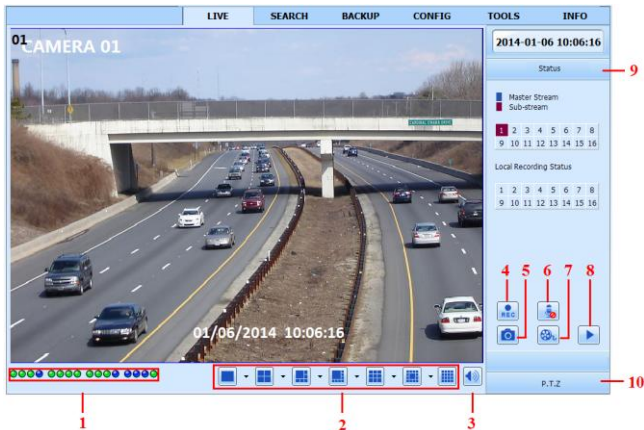 LIVE SEARCH BACKUP CONFIG TOOLS INFO
01
CAMERA 01
2014-01-06 10:06:16
Status
9
Master Stream
Sub-stream
1 2 3 4 5 6 7 8
9 10 11 12 13 14 15 16
Local Recording Status
1 2 3 4 5 6 7 8
9 10 11 12 13 14 15 16
4 5 6 7 8
REC
01/06/2014 10:06:16
P.T.Z
10
1 2 3